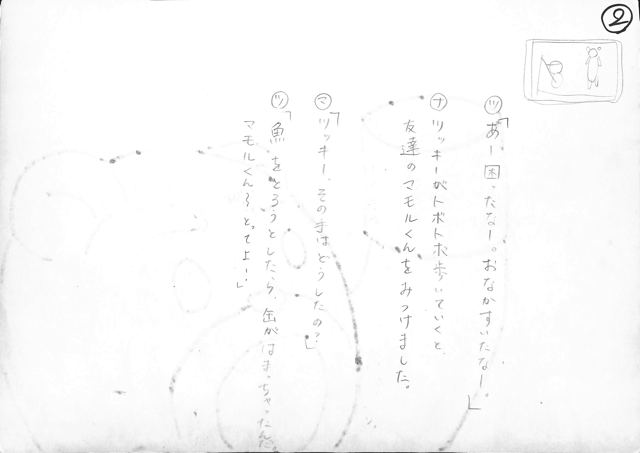 ②
ツ「あー。困ったなー。おなかすいたなー。」
ナ ツッキーがトボトボ歩いていくと、
友達のマモルくんをみつけました。
マ「ツッキー、その手はどうしたの?」
ツ「魚をとろうとしたら、缶がはまっちゃったんだ
マモルくん〜とってよ!」